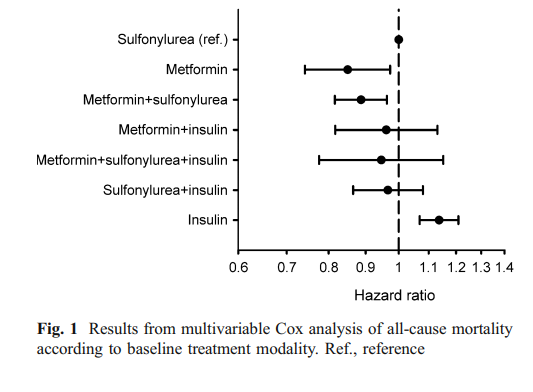 Sulfonylurea (ref.)
Metformin
Metformin+sulfonylurea
Metformin+insulin
Metformin+sulfonylurea+insulin
Sulfonylurea+insulin
Insulin
0.6 0.7 0.8 0.9 1 1.1 1.2 1.3 1.4
Hazard ratio
Fig. 1 Results from multivariable Cox analysis of all-cause mortality
according to baseline treatment modality. Ref., reference